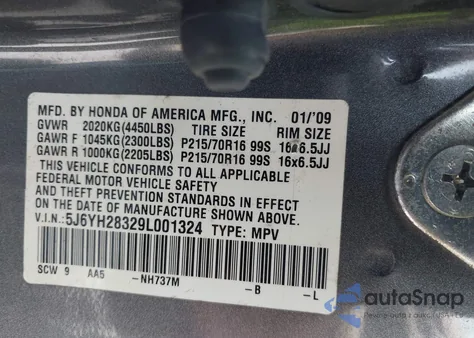 MFD. BY HONDA OF AMERICA MFG., INC. 01/'09
GVWR 2020KG(4450LBS) TIRE SIZE RIM SIZE
GAWR F 1045KG(2300LBS) P215/70R16 99S 16x6.5JJ
GAWR R 1000KG(2205LBS) P215/70R16 99S 16x6.5JJ
THIS VEHICLE CONFORMS TO ALL APPLICABLE
FEDERAL MOTOR VEHICLE SAFETY
AND THEFT PREVENTION STANDARDS IN EFFECT
ON THE DATE OF MANUFACTURE SHOWN ABOVE.
V.I.N.:5J6YH28329L001324 TYPE: MPV
SCW 9 AA5 -NH737M -B -L
autoSnap